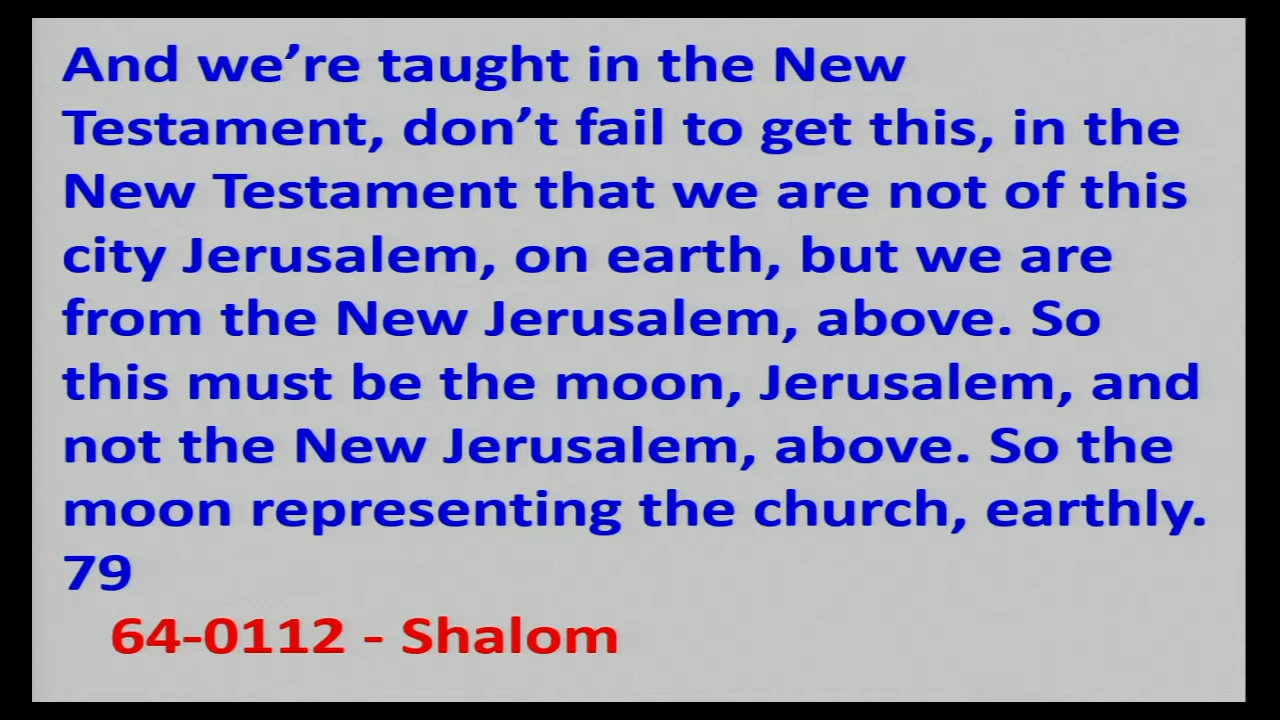 And we’re taught in the New
Testament, don’t fail to get this, in the
New Testament that we are not of this
city Jerusalem, on earth, but we are
from the New Jerusalem, above. So
this must be the moon, Jerusalem, and
not the New Jerusalem, above. So the
moon representing the church, earthly.
79
64-0112 - Shalom